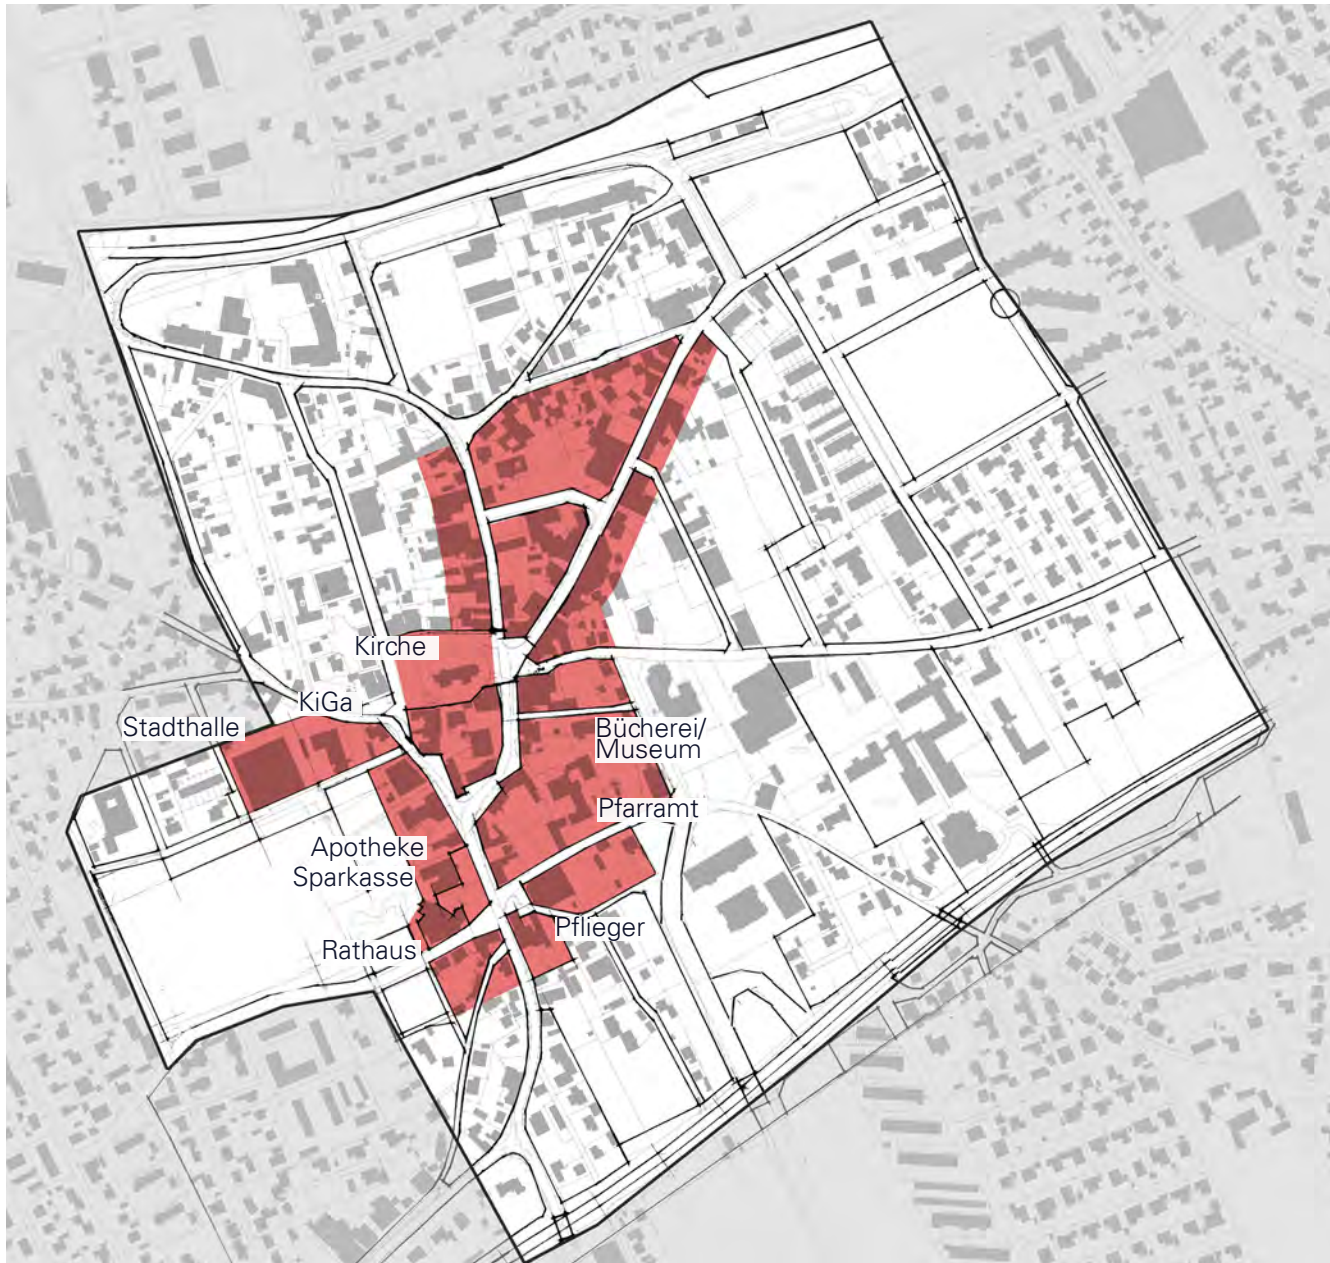 Kirche
KiGa
Stadthalle
Bücherei/
Museum
Pfarramt
Apotheke
Sparkasse
Pflieger
Rathaus